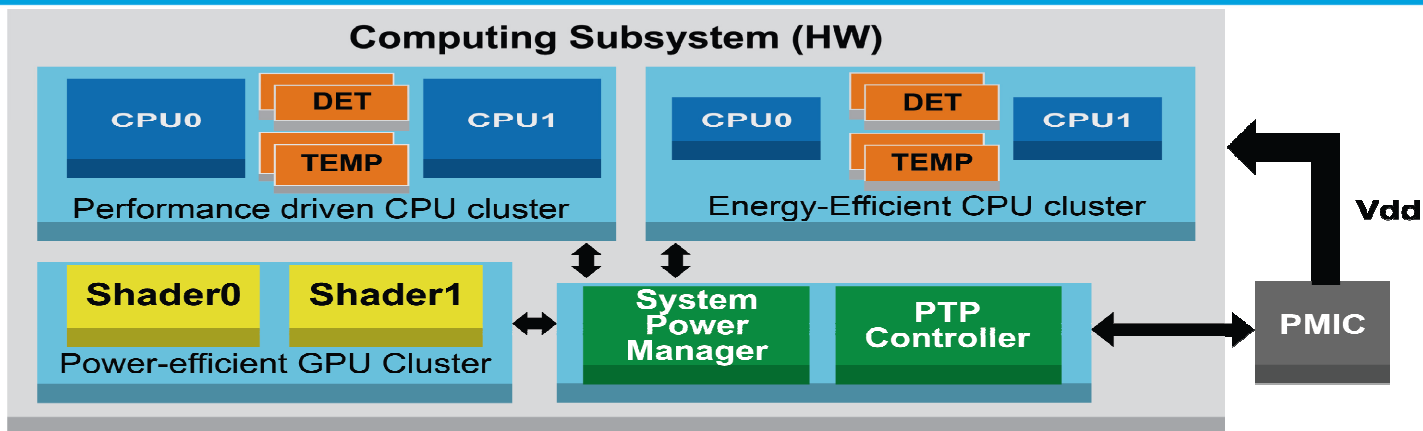 Computing Subsystem (HW)
CPU0
DET
TEMP
CPU1
Performance driven CPU cluster
CPU0
DET
TEMP
CPU1
Energy-Efficient CPU cluster
Vdd
Shader0
Shader1
Power-efficient GPU Cluster
System
Power
Manager
PTP
Controller
PMIC